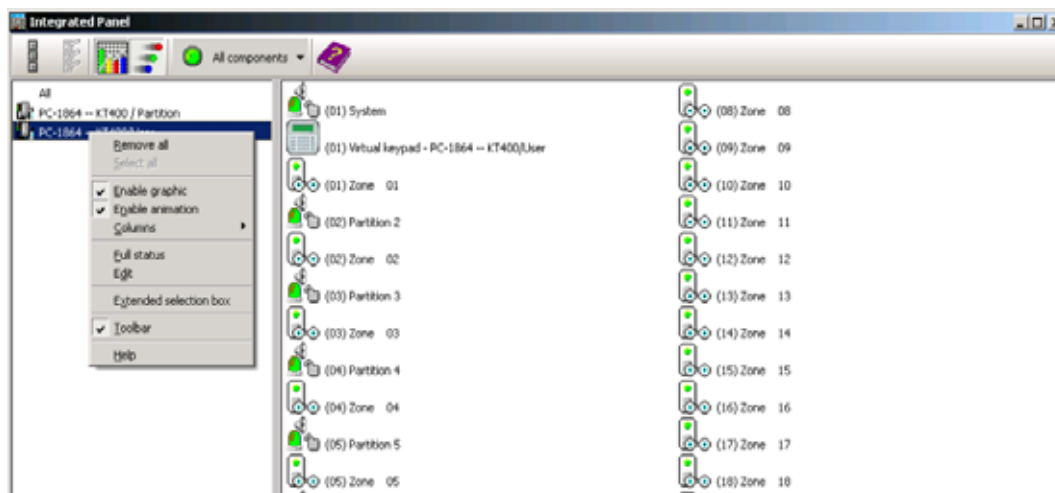 Integrated Panel
All components
All
PC-1864 -- KT400 / Partition
PC-1864 -- KT400/User
Remove all
Select all
Enable graphic
Enable animation
Columns
Full status
Edit
Extended selection box
Toolbar
Help
(01) System
(01) Virtual keypad - PC-1864 -- KT400/User
(01) Zone 01
(02) Partition 2
(02) Zone 02
(03) Partition 3
(03) Zone 03
(04) Partition 4
(04) Zone 04
(05) Partition 5
(05) Zone 05
(08) Zone 08
(09) Zone 09
(10) Zone 10
(11) Zone 11
(12) Zone 12
(13) Zone 13
(14) Zone 14
(15) Zone 15
(16) Zone 16
(17) Zone 17
(18) Zone 18